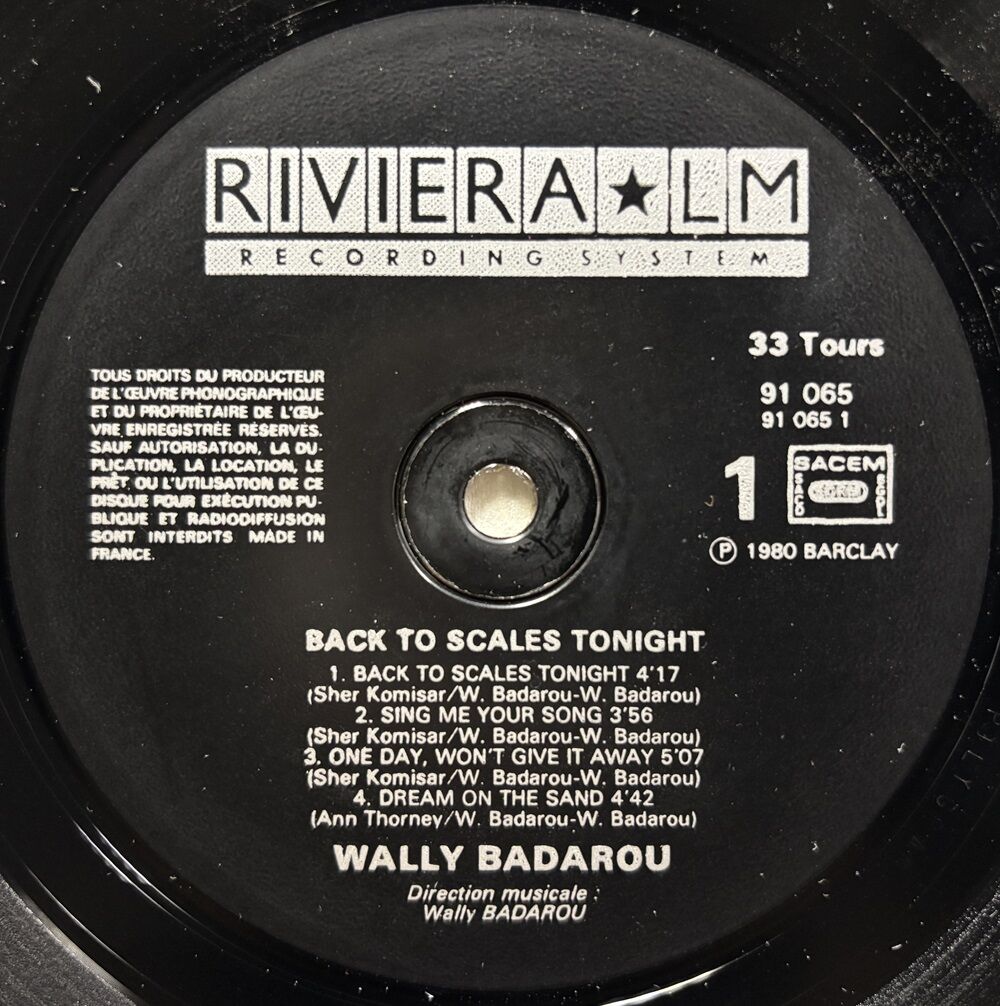 RIVIERA★LM
RECORDING SYSTEM
33 Tours
91 065
91 065 1
TOUS DROITS DU PRODUCTEUR
DE L'ŒUVRE PHONOGRAPHIQUE
ET DU PROPRIÉTAIRE DE L'ŒU-
VRE ENREGISTRÉE RÉSERVÉS.
SAUF AUTORISATION, LA DU-
PLICATION, LA LOCATION, LE
PRÊT, OU L'UTILISATION DE CE
DISQUE POUR EXÉCUTION PU-
BLIQUE ET RADIODIFFUSION
SONT INTERDITS MADE IN
FRANCE.
1
SACEM
SACD
SGDL
℗ 1980 BARCLAY
BACK TO SCALES TONIGHT
1. BACK TO SCALES TONIGHT 4'17
(Sher Komisar/W. Badarou-W. Badarou)
2. SING ME YOUR SONG 3'56
(Sher Komisar/W. Badarou-W. Badarou)
3. ONE DAY, WON'T GIVE IT AWAY 5'07
(Sher Komisar/W. Badarou-W. Badarou)
4. DREAM ON THE SAND 4'42
(Ann Thorney/W. Badarou-W. Badarou)
WALLY BADAROU
Direction musicale :
Wally BADAROU